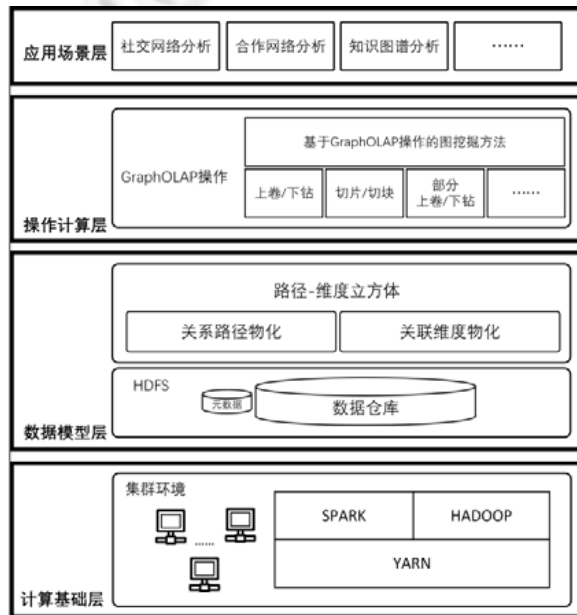 应用场景层
社交网络分析
合作网络分析
知识图谱分析
……
基于GraphOLAP操作的图挖掘方法
GraphOLAP操作
上卷/下钻
切片/切块
部分
上卷/下钻
……
操作计算层
路径-维度立方体
关系路径物化
关联维度物化
HDFS
元数据
数据仓库
数据模型层
集群环境
……
SPARK
HADOOP
YARN
计算基础层